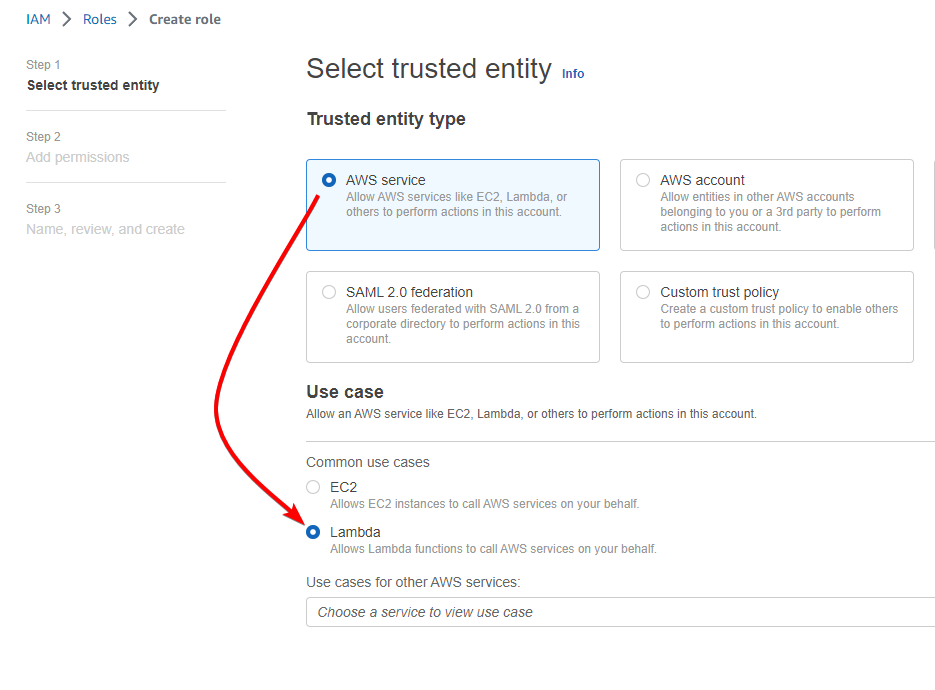 IAM > Roles > Create role
Step 1
Select trusted entity
Step 2
Add permissions
Step 3
Name, review, and create
Select trusted entity Info
Trusted entity type
AWS service
Allow AWS services like EC2, Lambda, or
others to perform actions in this account.
AWS account
Allow entities in other AWS accounts
belonging to you or a 3rd party to perform
actions in this account.
SAML 2.0 federation
Allow users federated with SAML 2.0 from a
corporate directory to perform actions in this
account.
Custom trust policy
Create a custom trust policy to enable others
to perform actions in this account.
Use case
Allow an AWS service like EC2, Lambda, or others to perform actions in this account.
Common use cases
EC2
Allows EC2 instances to call AWS services on your behalf.
Lambda
Allows Lambda functions to call AWS services on your behalf.
Use cases for other AWS services:
Choose a service to view use case